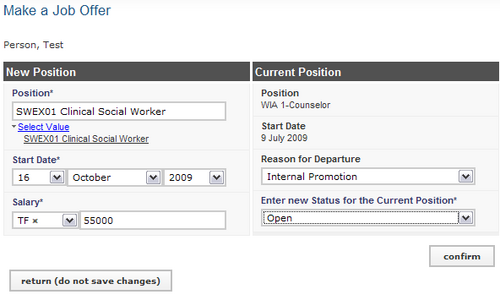 Make a Job Offer
Person, Test
New Position
Position*
SWEX01 Clinical Social Worker
Select Value
SWEX01 Clinical Social Worker
Start Date*
16 October 2009
Salary*
TF × 55000
Current Position
Position
WIA 1-Counselor
Start Date
9 July 2009
Reason for Departure
Internal Promotion
Enter new Status for the Current Position*
Open
confirm
return (do not save changes)